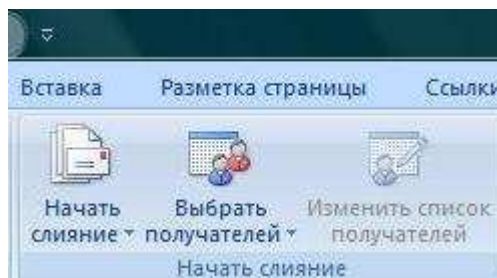 Вставка Разметка страницы Ссылки
Начать Выбрать Изменить список
слияние получателей получателей
Начать слияние